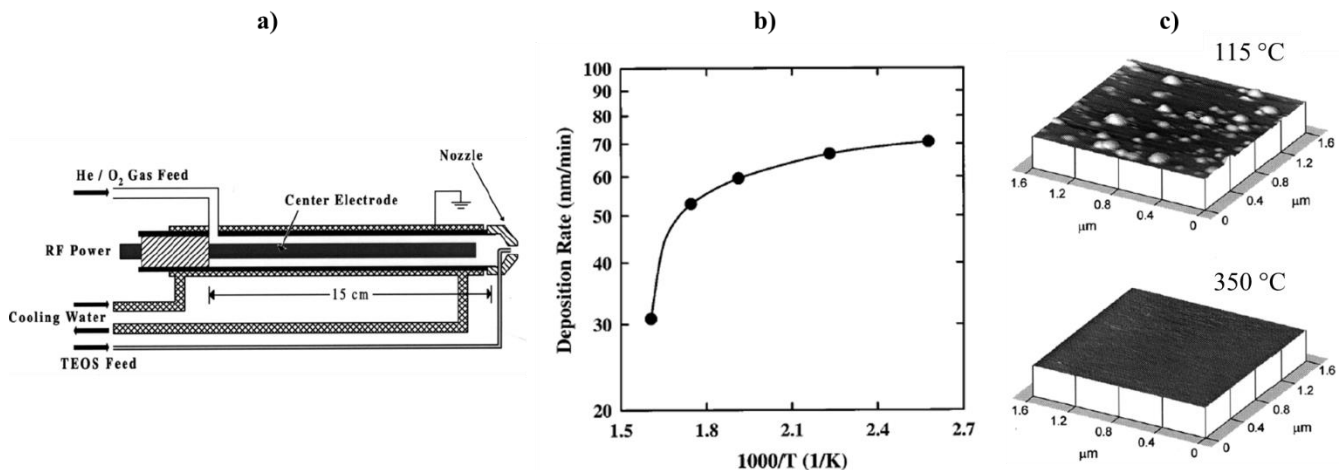 a)
He / O2 Gas Feed
Nozzle
Center Electrode
RF Power
15 cm
Cooling Water
TEOS Feed
b)
100
90
80
70
60
50
40
30
20
Deposition Rate (nm/min)
1.5
1.8
2.1
2.4
2.7
1000/T (1/K)
c)
115 °C
1.6
1.2
0.8
0.4
0
μm
0
0.4
0.8
1.2
1.6
μm
350 °C
1.6
1.2
0.8
0.4
0
μm
0
0.4
0.8
1.2
1.6
μm